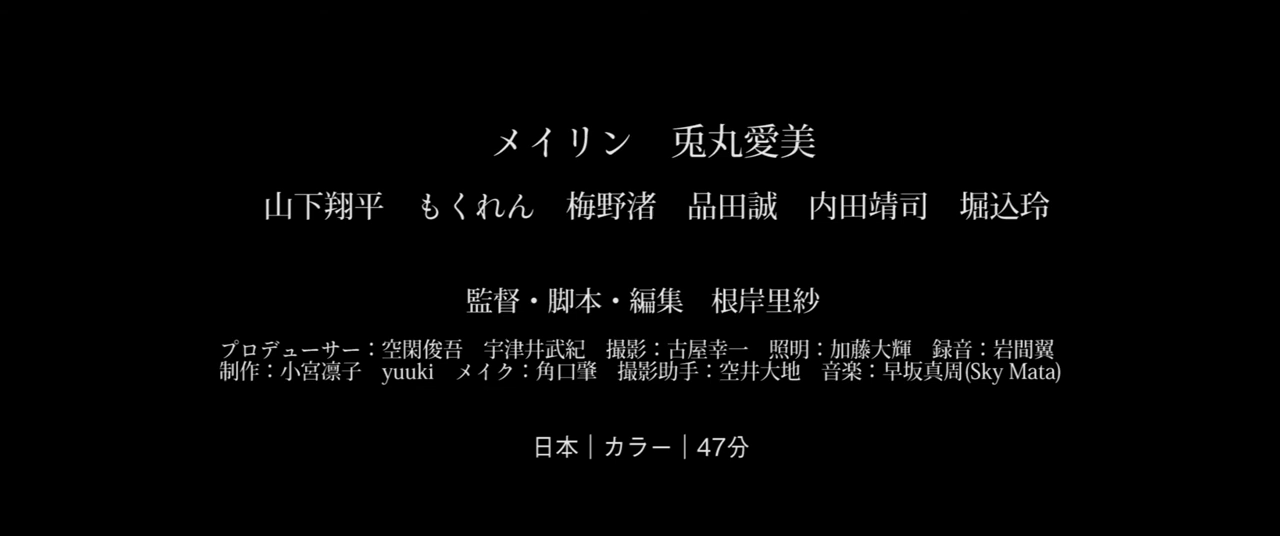 メイリン　兎丸愛美
山下翔平　もくれん　梅野渚　品田誠　内田靖司　堀込玲
監督・脚本・編集　根岸里紗
プロデューサー：空閑俊吾　宇津井武紀　撮影：古屋幸一　照明：加藤大輝　録音：岩間翼
制作：小宮凛子　yuuki　メイク：角口肇　撮影助手：空井大地　音楽：早坂真周(Sky Mata)
日本｜カラー｜47分